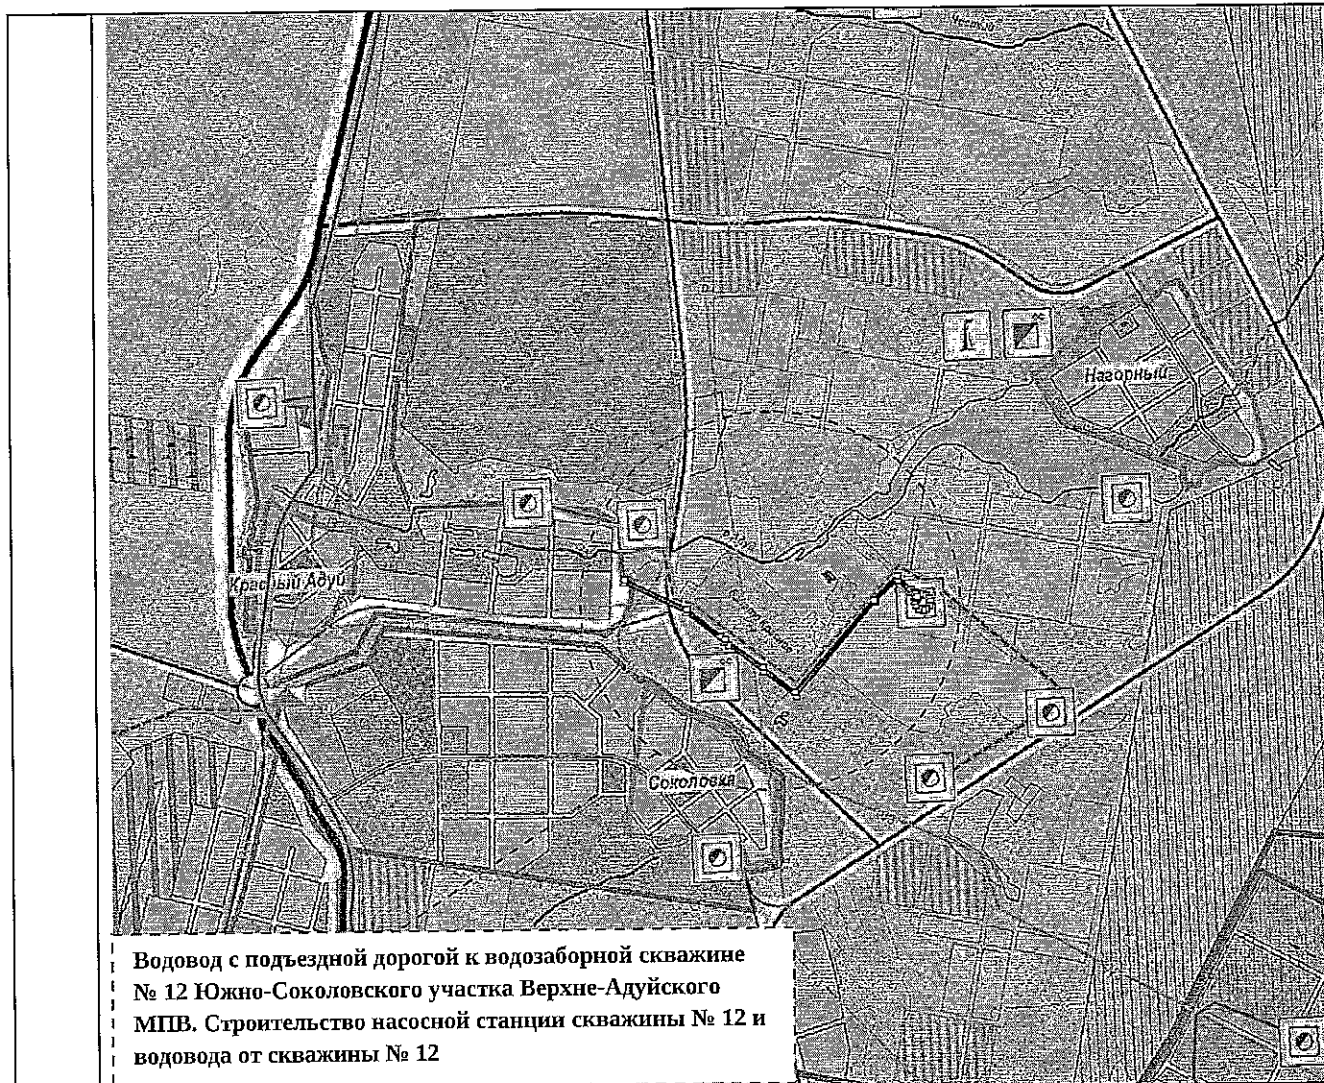 Нагорный
Красный Адуй
Соколовка
Водовод с подъездной дорогой к водозаборной скважине
№ 12 Южно-Соколовского участка Верхне-Адуйского
МПВ. Строительство насосной станции скважины № 12 и
водовода от скважины № 12